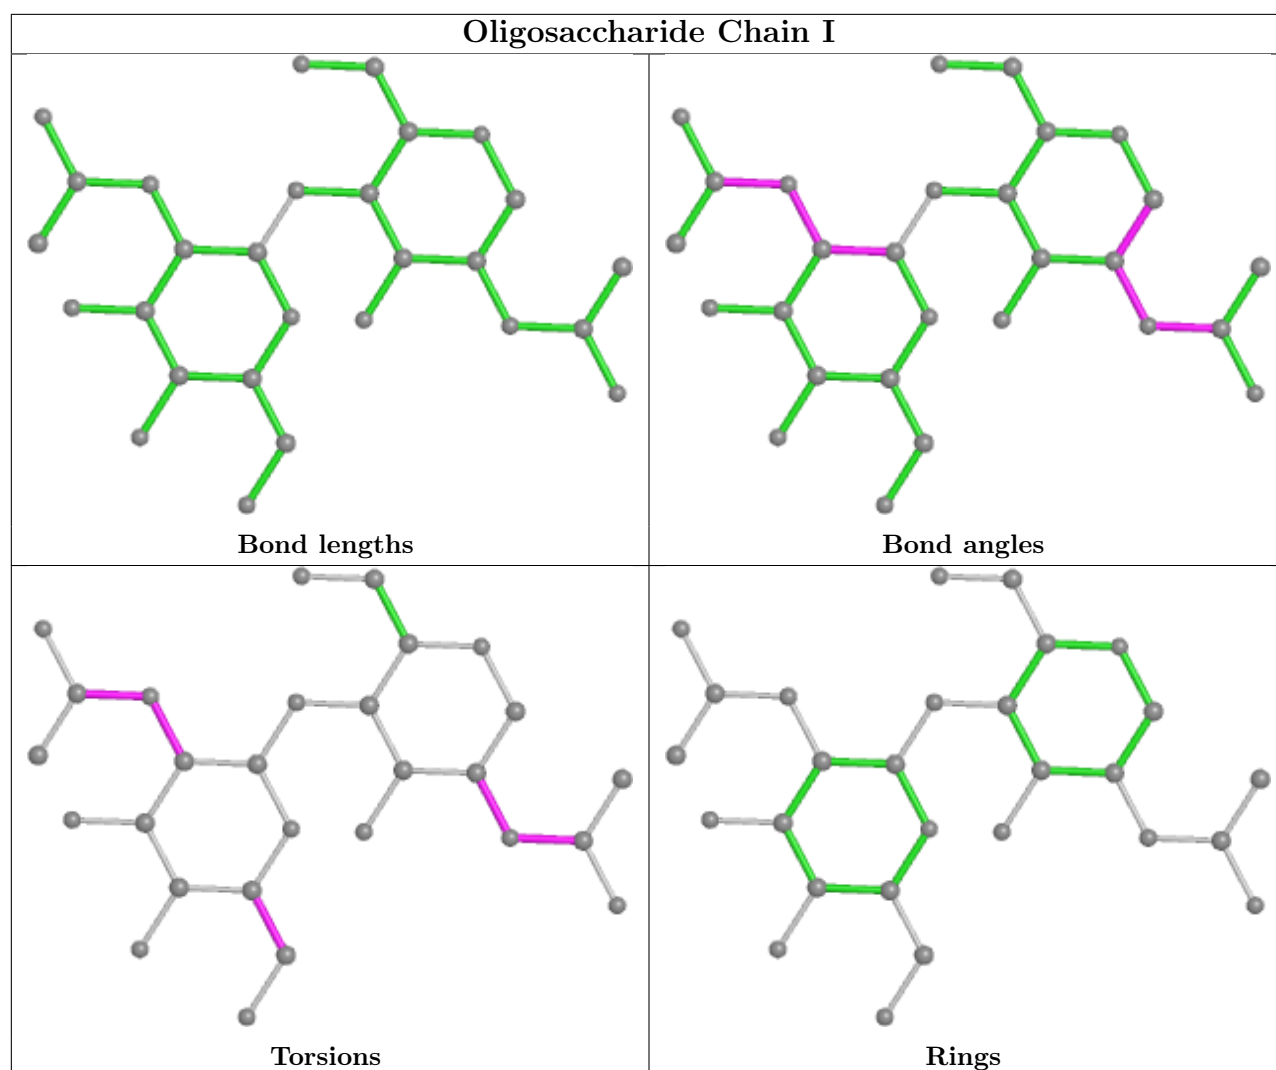 Oligosaccharide Chain I
Bond lengths
Bond angles
Torsions
Rings